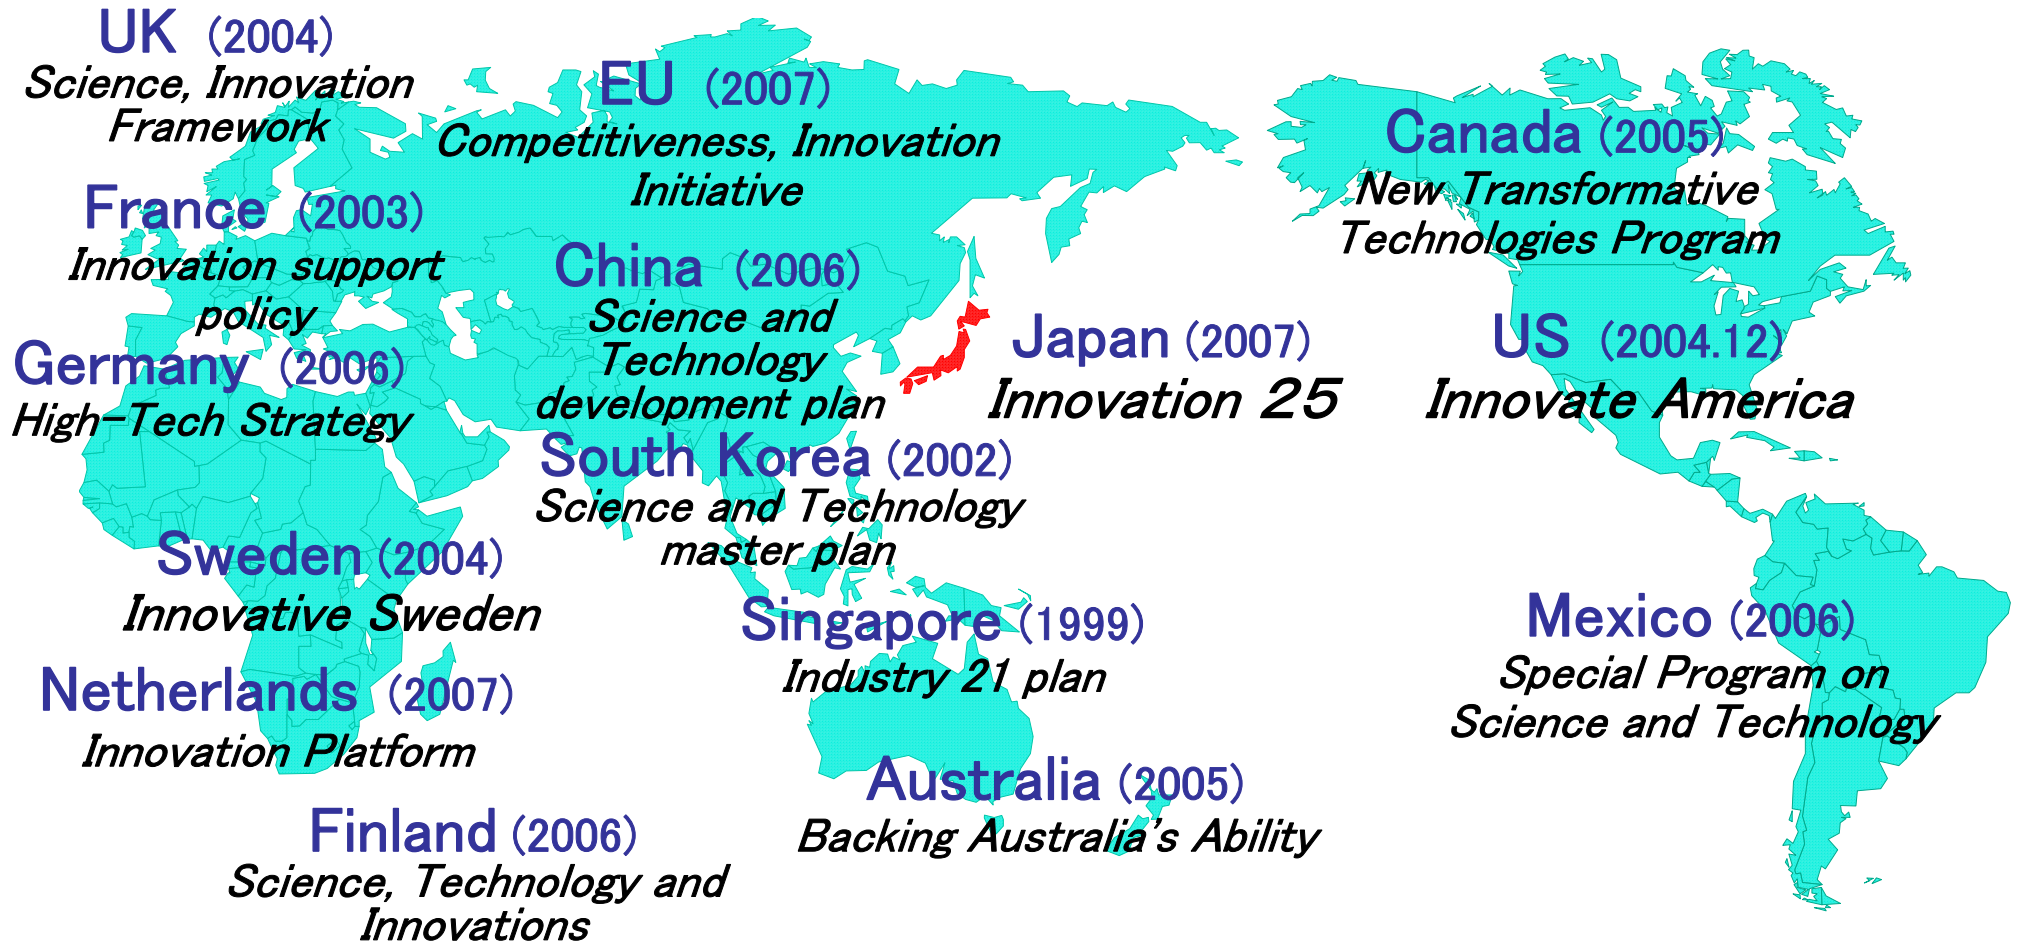 UK (2004)
Science, Innovation
Framework
France (2003)
Innovation support
policy
Germany (2006)
High-Tech Strategy
Sweden (2004)
Innovative Sweden
Netherlands (2007)
Innovation Platform
Finland (2006)
Science, Technology and
Innovations
EU (2007)
Competitiveness, Innovation
Initiative
China (2006)
Science and
Technology
development plan
South Korea (2002)
Science and Technology
master plan
Singapore (1999)
Industry 21 plan
Australia (2005)
Backing Australia's Ability
Japan (2007)
Innovation 25
Canada (2005)
New Transformative
Technologies Program
US (2004.12)
Innovate America
Mexico (2006)
Special Program on
Science and Technology